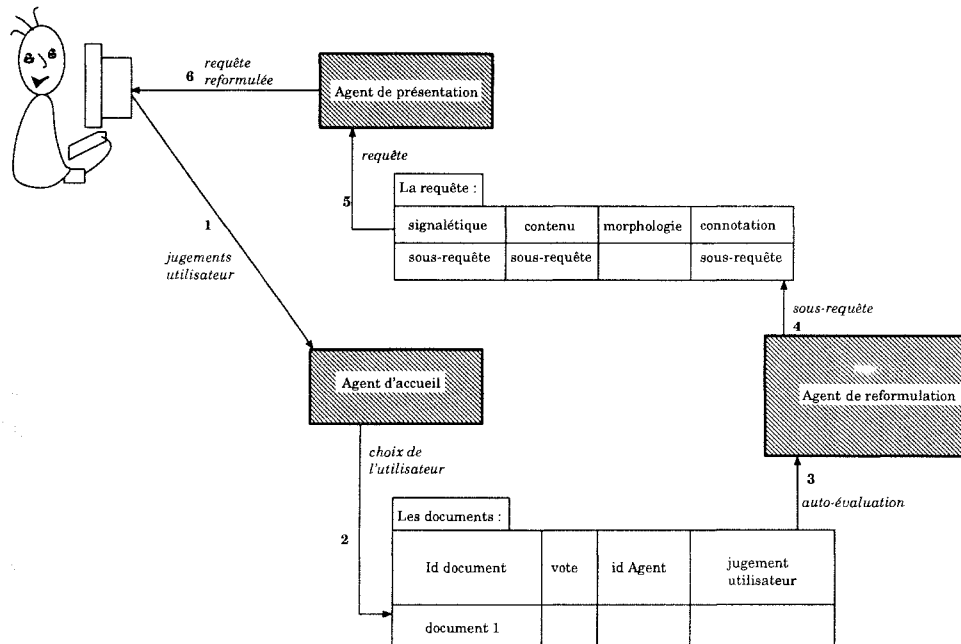 6
requête
reformulée
Agent de présentation
requête
5
La requête :
signalétique contenu morphologie connotation
sous-requête sous-requête sous-requête
1
jugements
utilisateur
sous-requête
4
Agent d'accueil
Agent de reformulation
choix de
l'utilisateur
3
auto-évaluation
2
Les documents :
Id document vote id Agent jugement
utilisateur
document 1